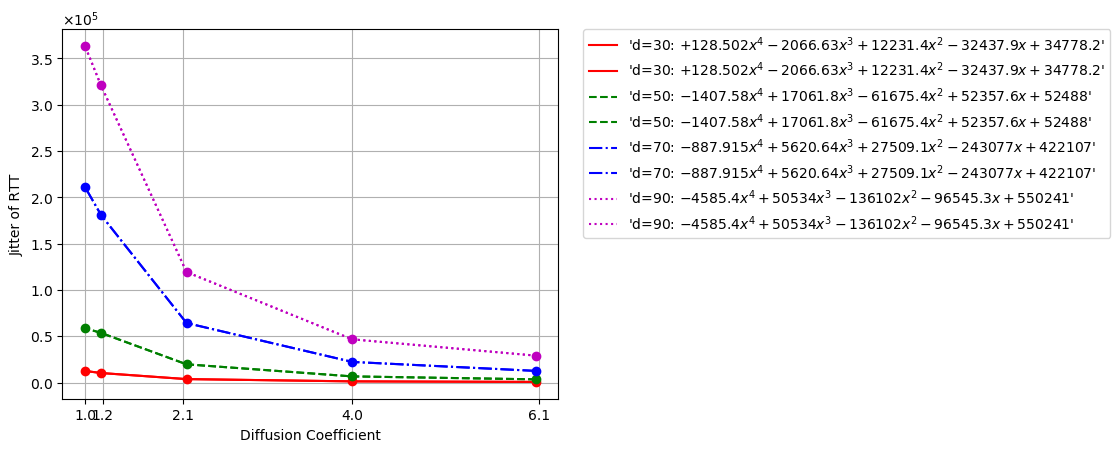 ×10⁵
3.5
3.0
2.5
2.0
1.5
1.0
0.5
0.0
Jitter of RTT
1.0 1.2 2.1 4.0 6.1
Diffusion Coefficient
'd=30: +128.502x⁴ − 2066.63x³ + 12231.4x² − 32437.9x + 34778.2'
'd=30: +128.502x⁴ − 2066.63x³ + 12231.4x² − 32437.9x + 34778.2'
'd=50: −1407.58x⁴ + 17061.8x³ − 61675.4x² + 52357.6x + 52488'
'd=50: −1407.58x⁴ + 17061.8x³ − 61675.4x² + 52357.6x + 52488'
'd=70: −887.915x⁴ + 5620.64x³ + 27509.1x² − 243077x + 422107'
'd=70: −887.915x⁴ + 5620.64x³ + 27509.1x² − 243077x + 422107'
'd=90: −4585.4x⁴ + 50534x³ − 136102x² − 96545.3x + 550241'
'd=90: −4585.4x⁴ + 50534x³ − 136102x² − 96545.3x + 550241'